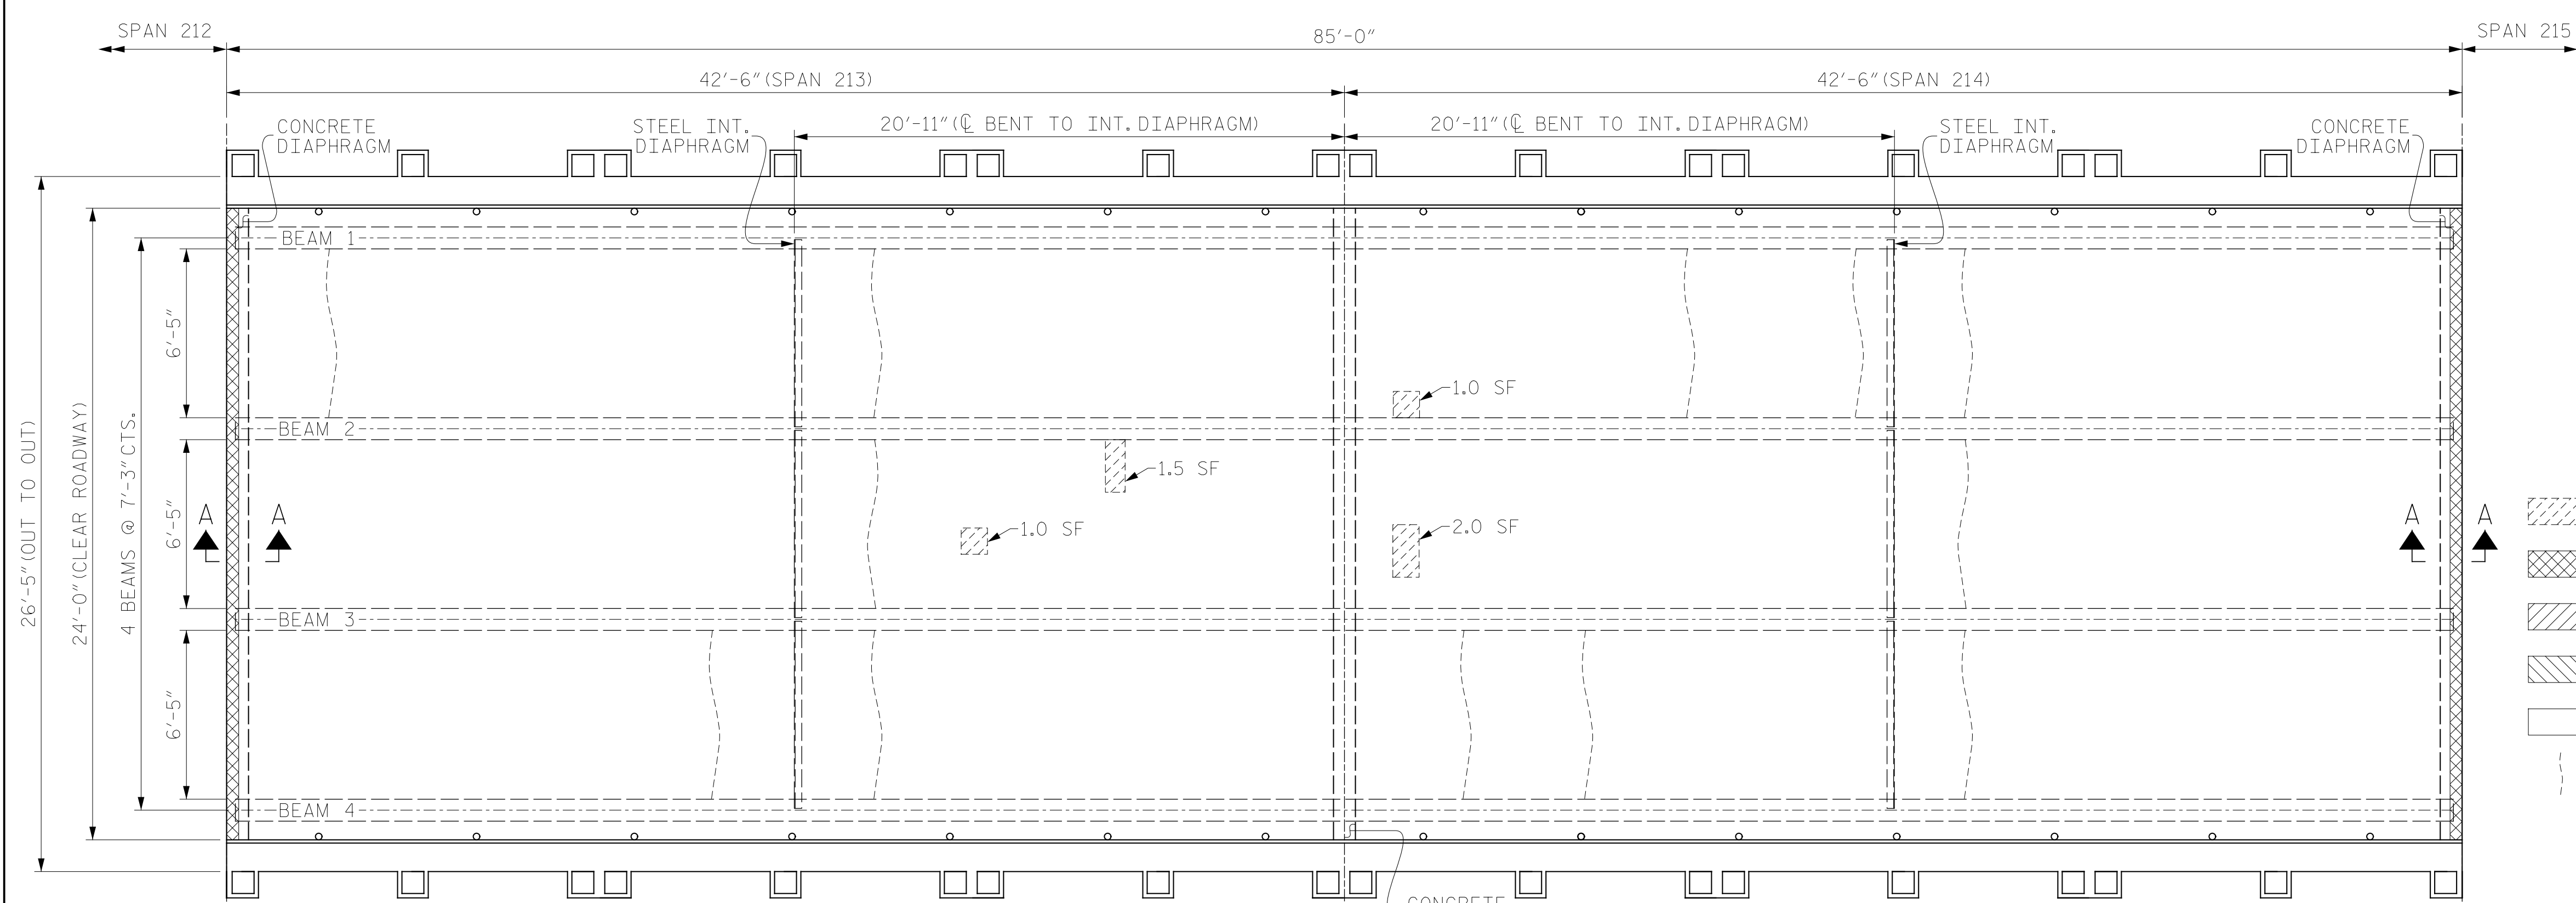 SPAN 212
85'-0"
SPAN 215
42'-6" (SPAN 213)
42'-6" (SPAN 214)
CONCRETE
DIAPHRAGM
STEEL INT.
DIAPHRAGM
20'-11" (℄ BENT TO INT. DIAPHRAGM)
20'-11" (℄ BENT TO INT. DIAPHRAGM)
STEEL INT.
DIAPHRAGM
CONCRETE
DIAPHRAGM
BEAM 1
6'-5"
1.0 SF
26'-5" (OUT TO OUT)
24'-0" (CLEAR ROADWAY)
4 BEAMS @ 7'-3" CTS.
BEAM 2
1.5 SF
6'-5"
A
A
1.0 SF
2.0 SF
A
A
BEAM 3
6'-5"
BEAM 4
CONCRETE